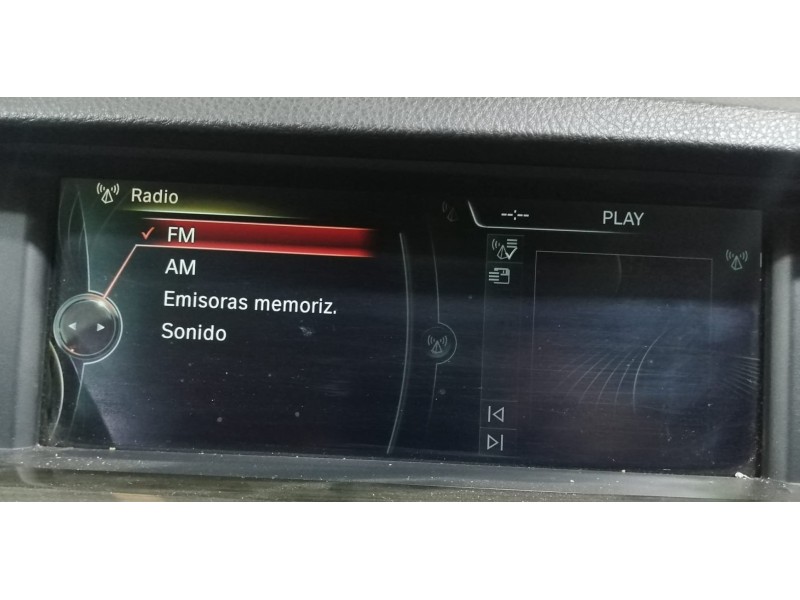 Radio
FM
AM
Emisoras memoriz.
Sonido
--:--
PLAY